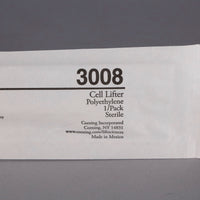 3008
Cell Lifter
Polyethylene
1/Pack
Sterile
Corning Incorporated
Corning, NY 14831
www.corning.com/lifesciences
Made in Mexico